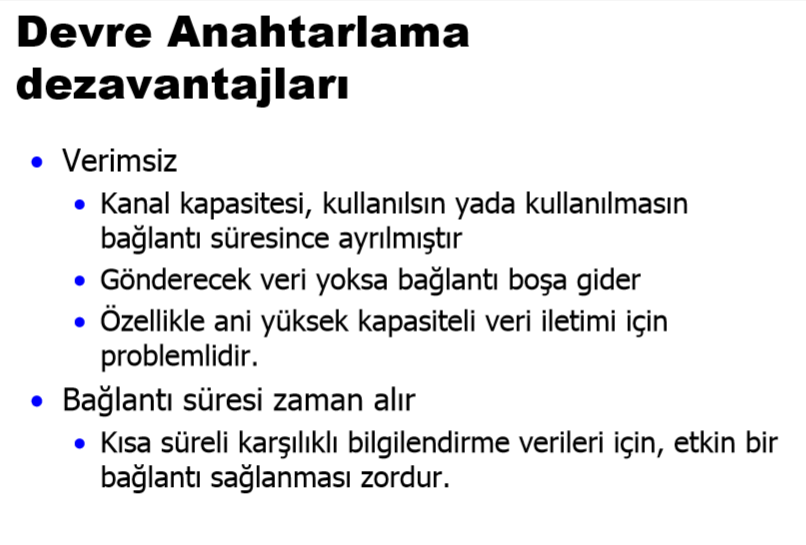 Devre Anahtarlama
dezavantajları
• Verimsiz
• Kanal kapasitesi, kullanılsın yada kullanılmasın
bağlantı süresince ayrılmıştır
• Gönderecek veri yoksa bağlantı boşa gider
• Özellikle ani yüksek kapasiteli veri iletimi için
problemlidir.
• Bağlantı süresi zaman alır
• Kısa süreli karşılıklı bilgilendirme verileri için, etkin bir
bağlantı sağlanması zordur.